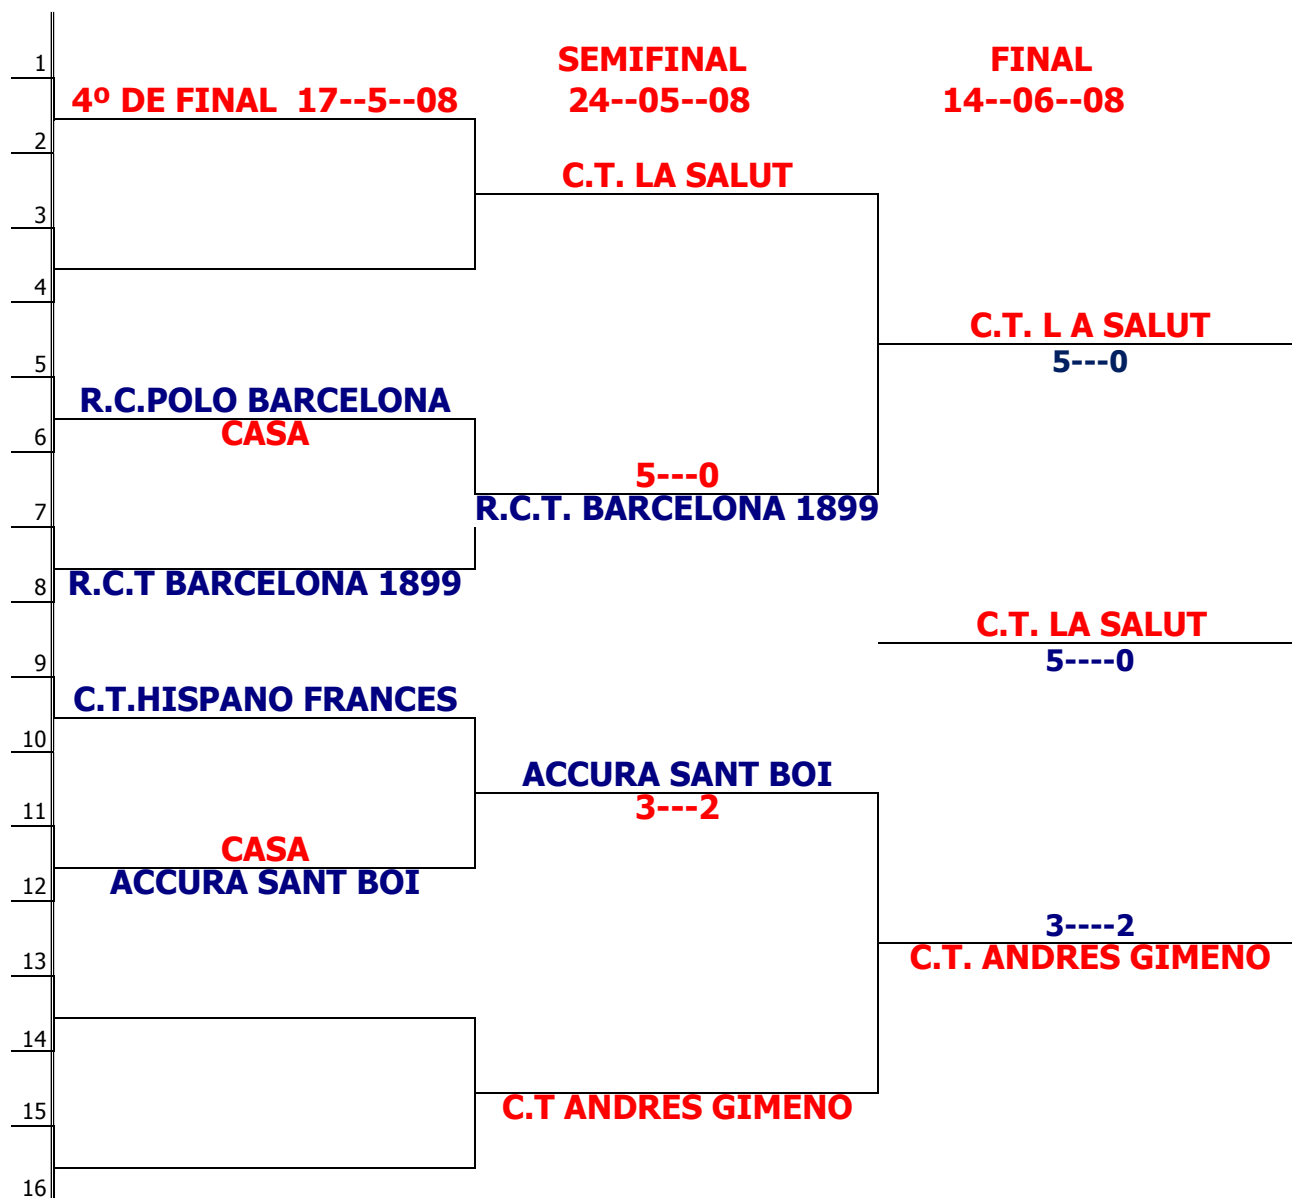 1
SEMIFINAL
FINAL
4º DE FINAL 17--5--08
24--05--08
14--06--08
2
C.T. LA SALUT
3
4
C.T. L A SALUT
5
5---0
R.C.POLO BARCELONA
6
CASA
5---0
7
R.C.T. BARCELONA 1899
8
R.C.T BARCELONA 1899
C.T. LA SALUT
9
5----0
C.T.HISPANO FRANCES
10
ACCURA SANT BOI
11
3---2
CASA
12
ACCURA SANT BOI
3----2
13
C.T. ANDRES GIMENO
14
15
C.T ANDRES GIMENO
16